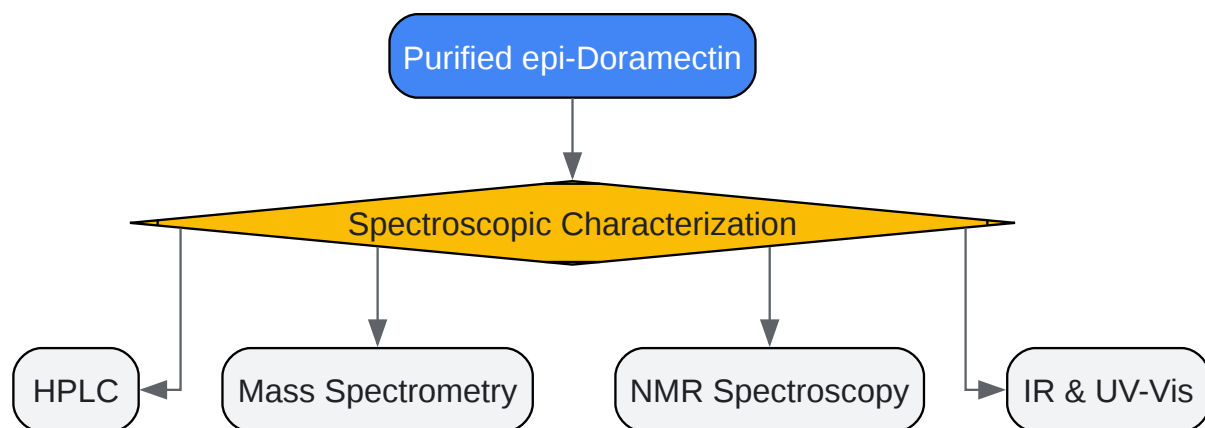 Purified epi-Doramectin
Spectroscopic Characterization
HPLC
Mass Spectrometry
NMR Spectroscopy
IR & UV-Vis